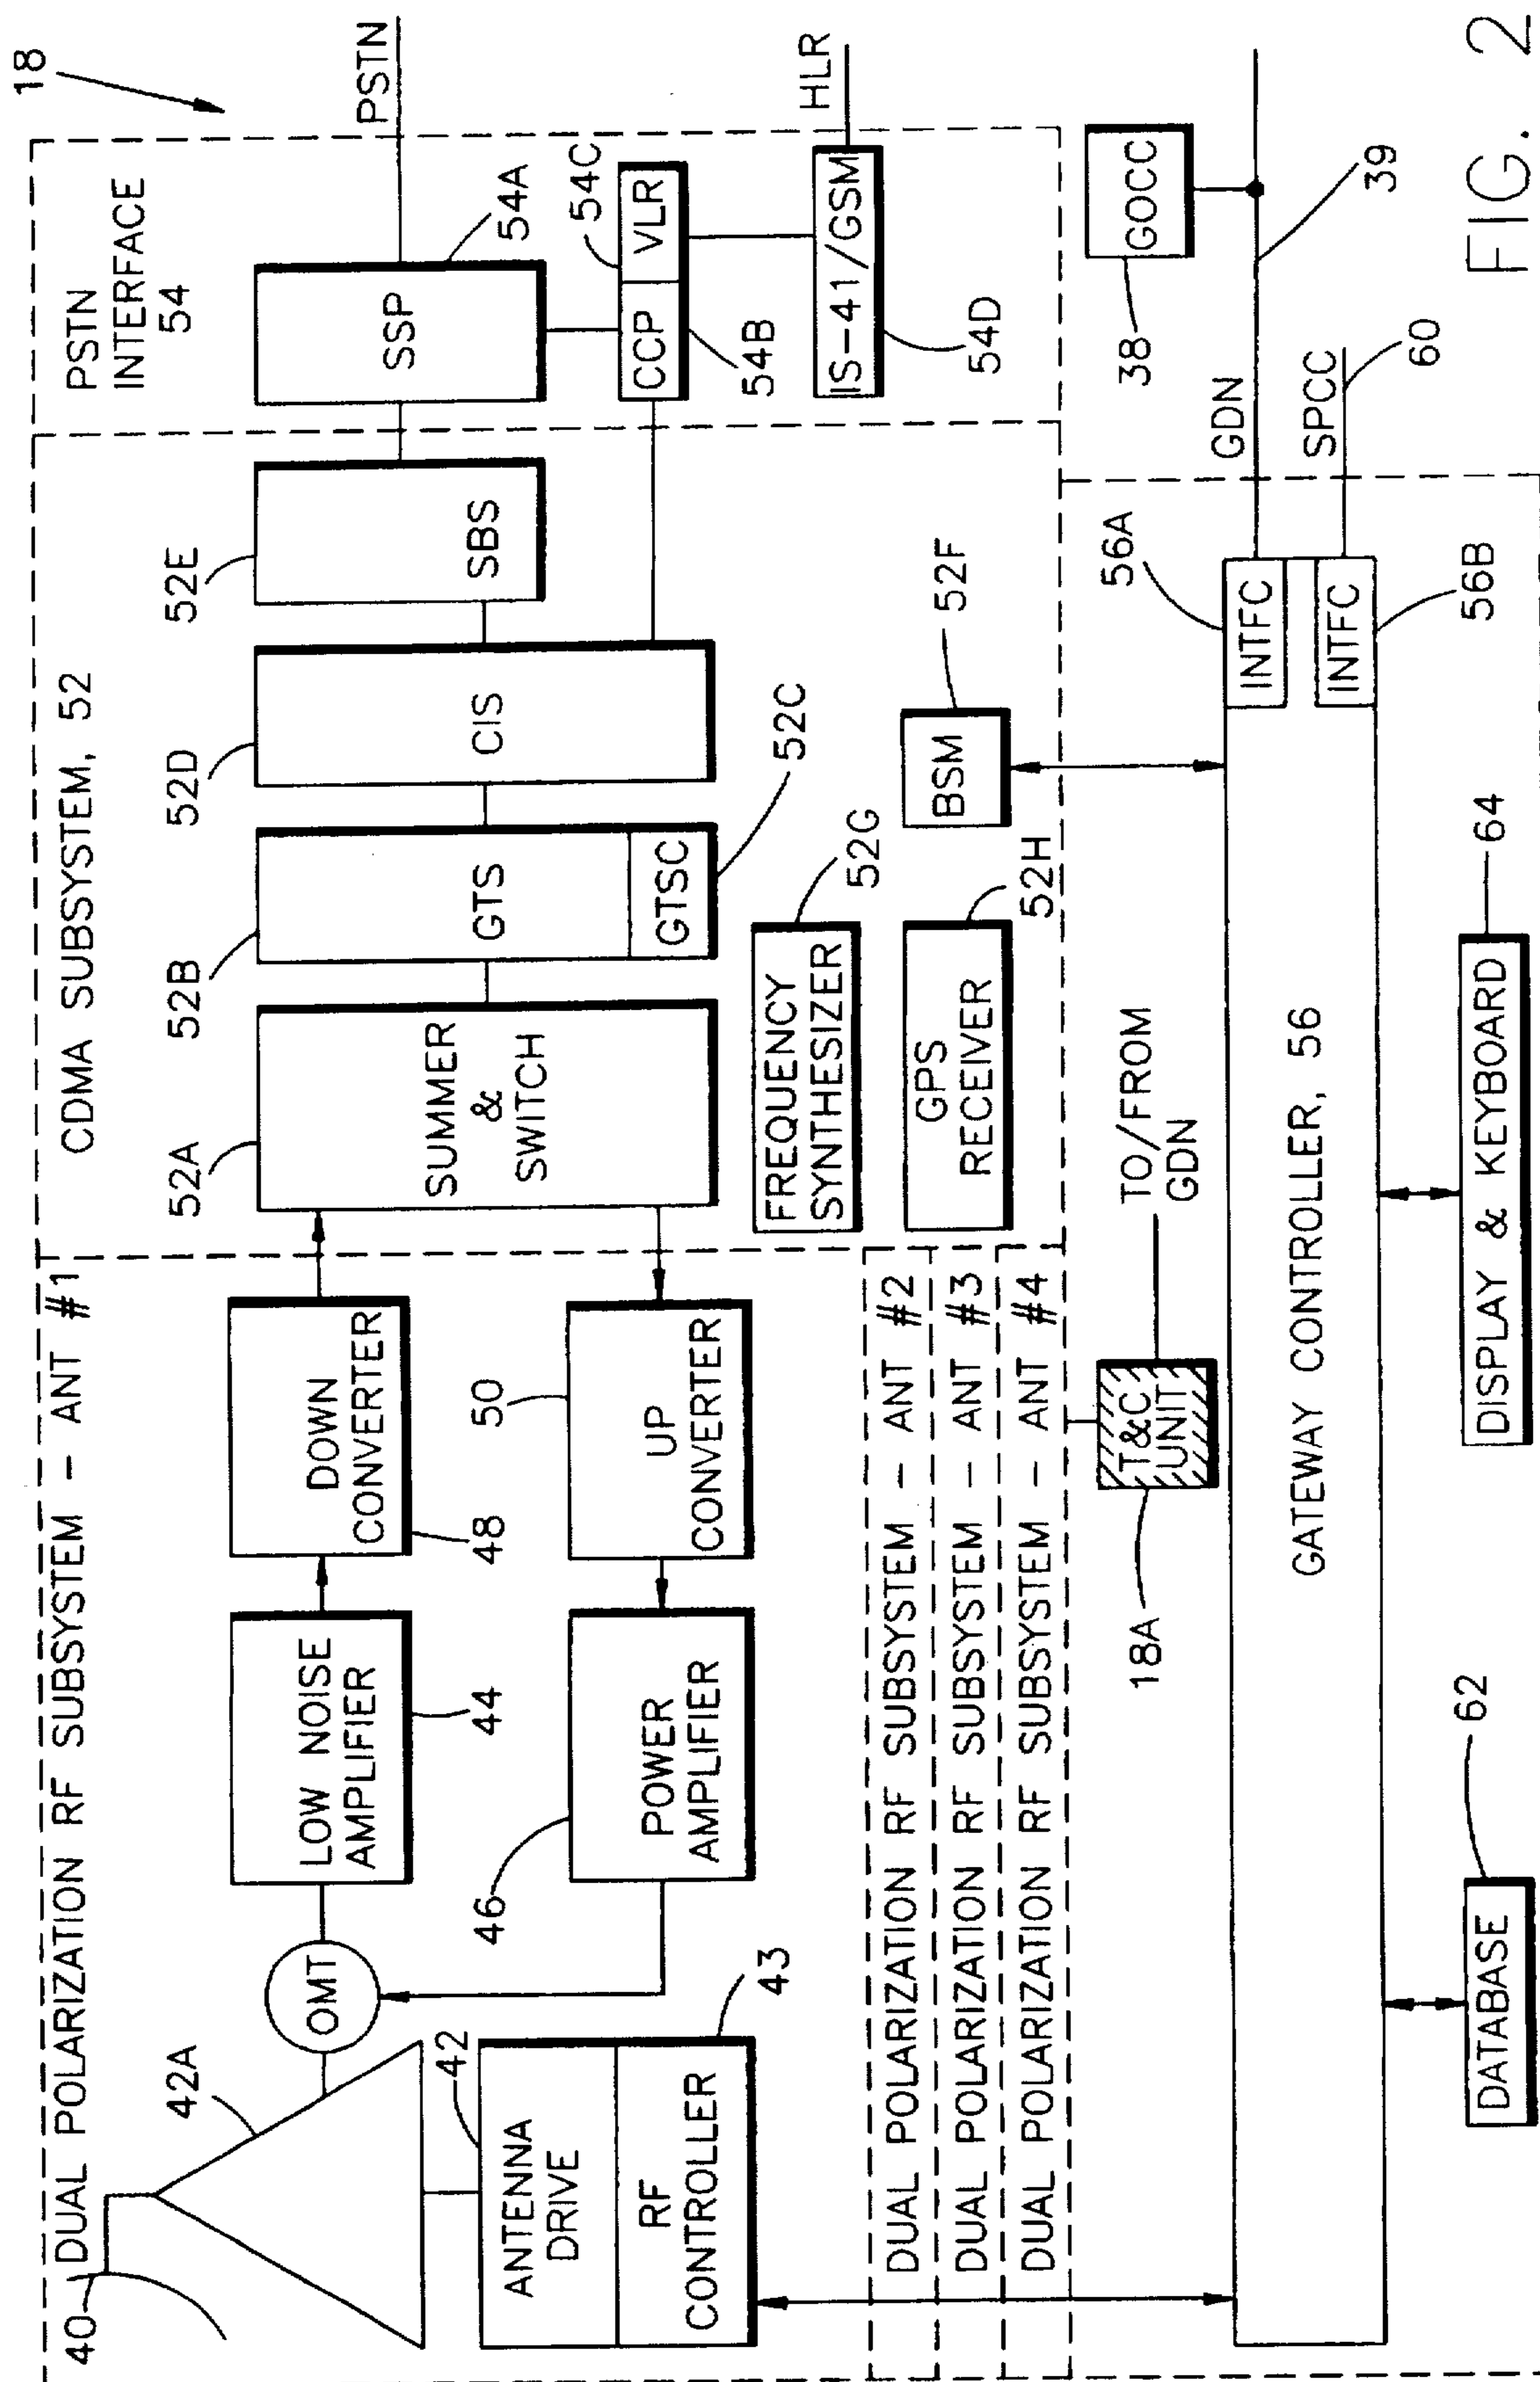 18
40
DUAL POLARIZATION RF SUBSYSTEM - ANT #1
CDMA SUBSYSTEM, 52
PSTN
INTERFACE
54
PSTN
42A
OMT
LOW NOISE
AMPLIFIER
44
DOWN
CONVERTER
48
52A
SUMMER
&
SWITCH
52B
GTS
GTSC
52C
52D
CIS
52E
SBS
SSP
54A
CCP
VLR
54C
54B
HLR
IS-41/GSM
54D
42
ANTENNA
DRIVE
RF
CONTROLLER
43
46
POWER
AMPLIFIER
50
UP
CONVERTER
FREQUENCY
SYNTHESIZER
52G
GPS
RECEIVER
52H
BSM
52F
DUAL POLARIZATION RF SUBSYSTEM - ANT #2
DUAL POLARIZATION RF SUBSYSTEM - ANT #3
DUAL POLARIZATION RF SUBSYSTEM - ANT #4
18A
T&C
UNIT
TO/FROM
GDN
38
GOCC
56A
INTFC
GDN
39
GATEWAY CONTROLLER, 56
INTFC
56B
SPCC
60
DATABASE
62
DISPLAY & KEYBOARD
64
FIG. 2